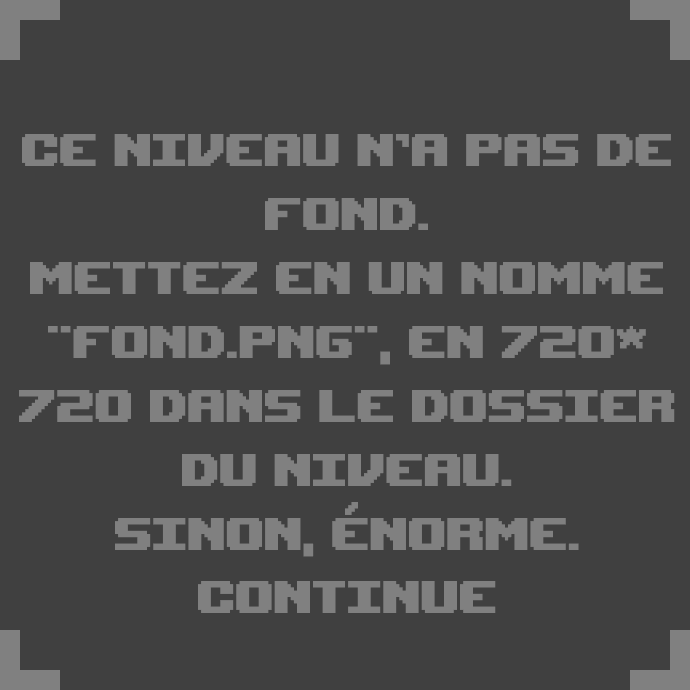 CE NIVEAU N'A PAS DE
FOND.
METTEZ EN UN NOMME
"FOND.PNG", EN 720*
720 DANS LE DOSSIER
DU NIVEAU.
SINON, ÉNORME.
CONTINUE